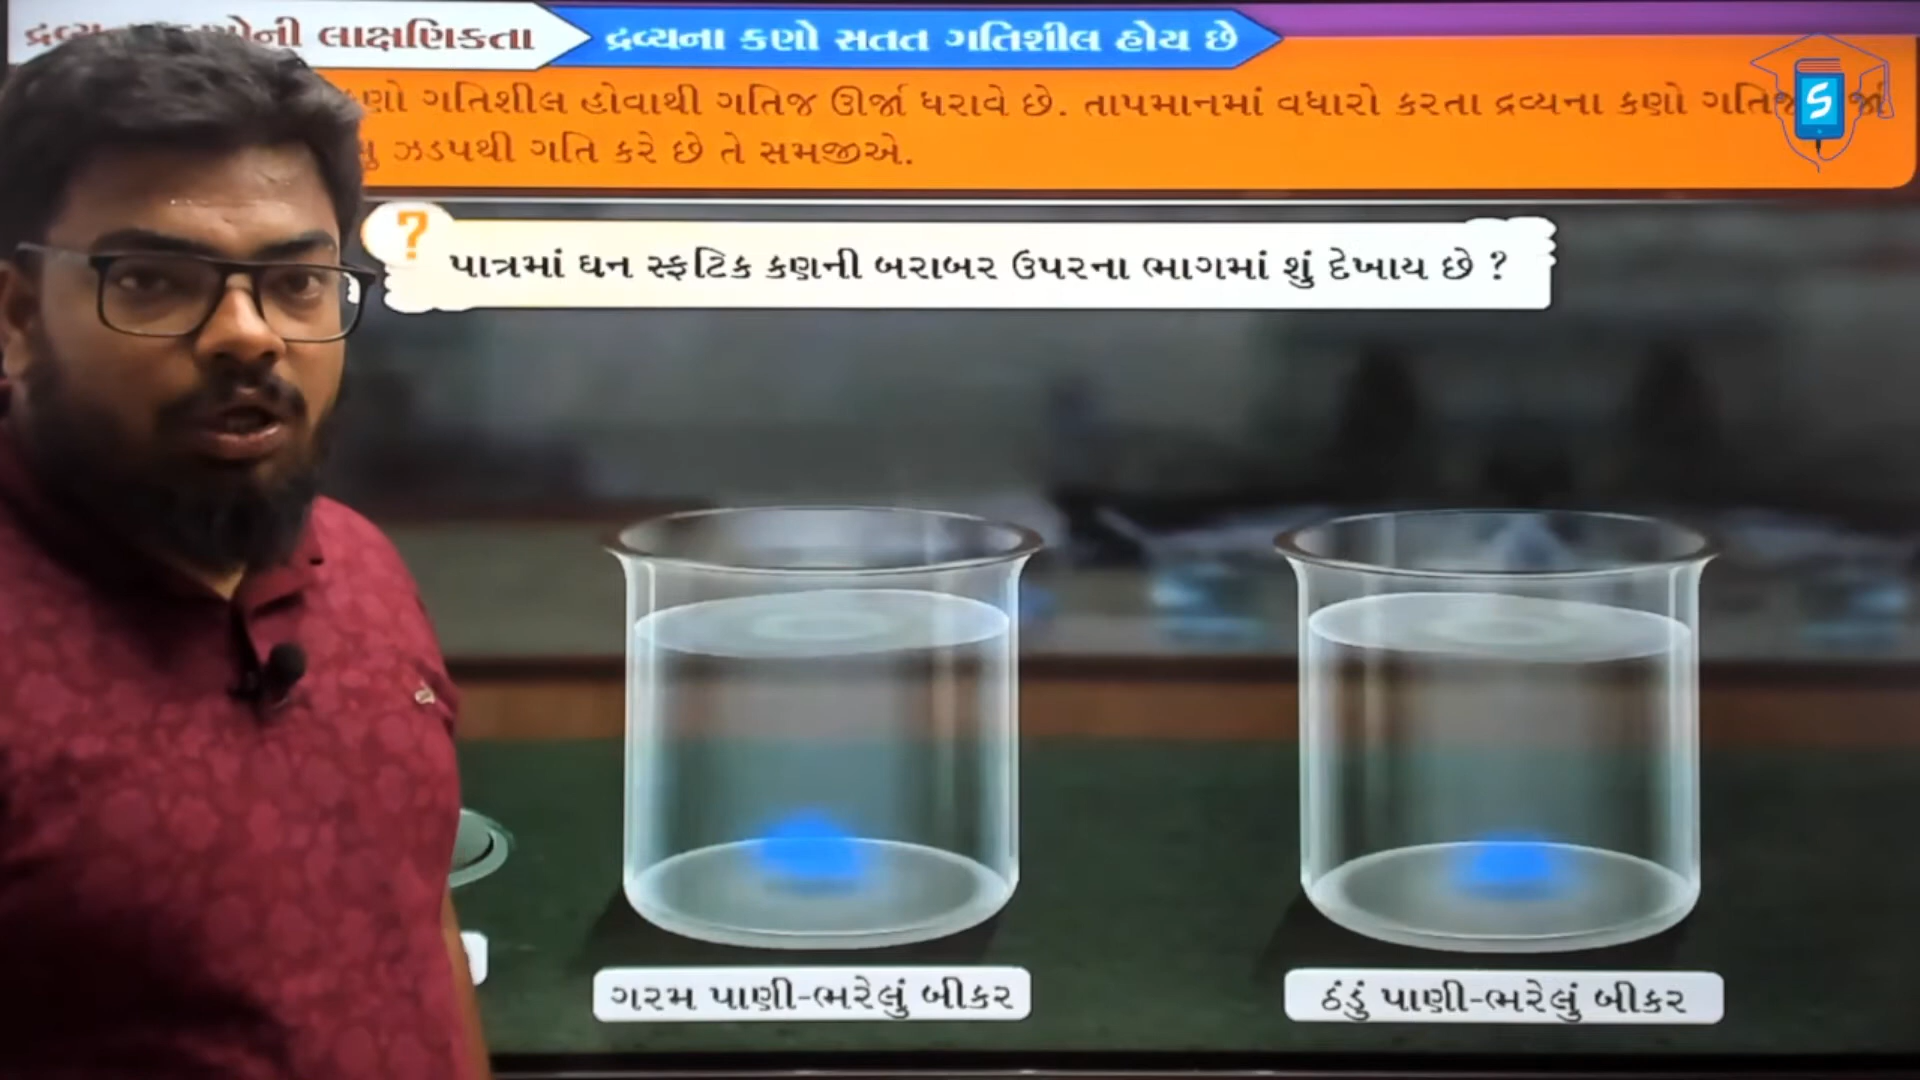 લાક્ષણિકતા
દ્રવ્યના કણો સતત ગતિશીલ હોય છે
ગતિશીલ હોવાથી ગતિજ ઊર્જા ધરાવે છે. તાપમાનમાં વધારો કરતા દ્રવ્યના કણો
ઝડપથી ગતિ કરે છે તે સમજીએ.
?
પાત્રમાં ઘન સ્ફટિક કણની બરાબર ઉપરના ભાગમાં શું દેખાય છે ?
ગરમ પાણી-ભરેલું બીકર
ઠંડું પાણી-ભરેલું બીકર
S